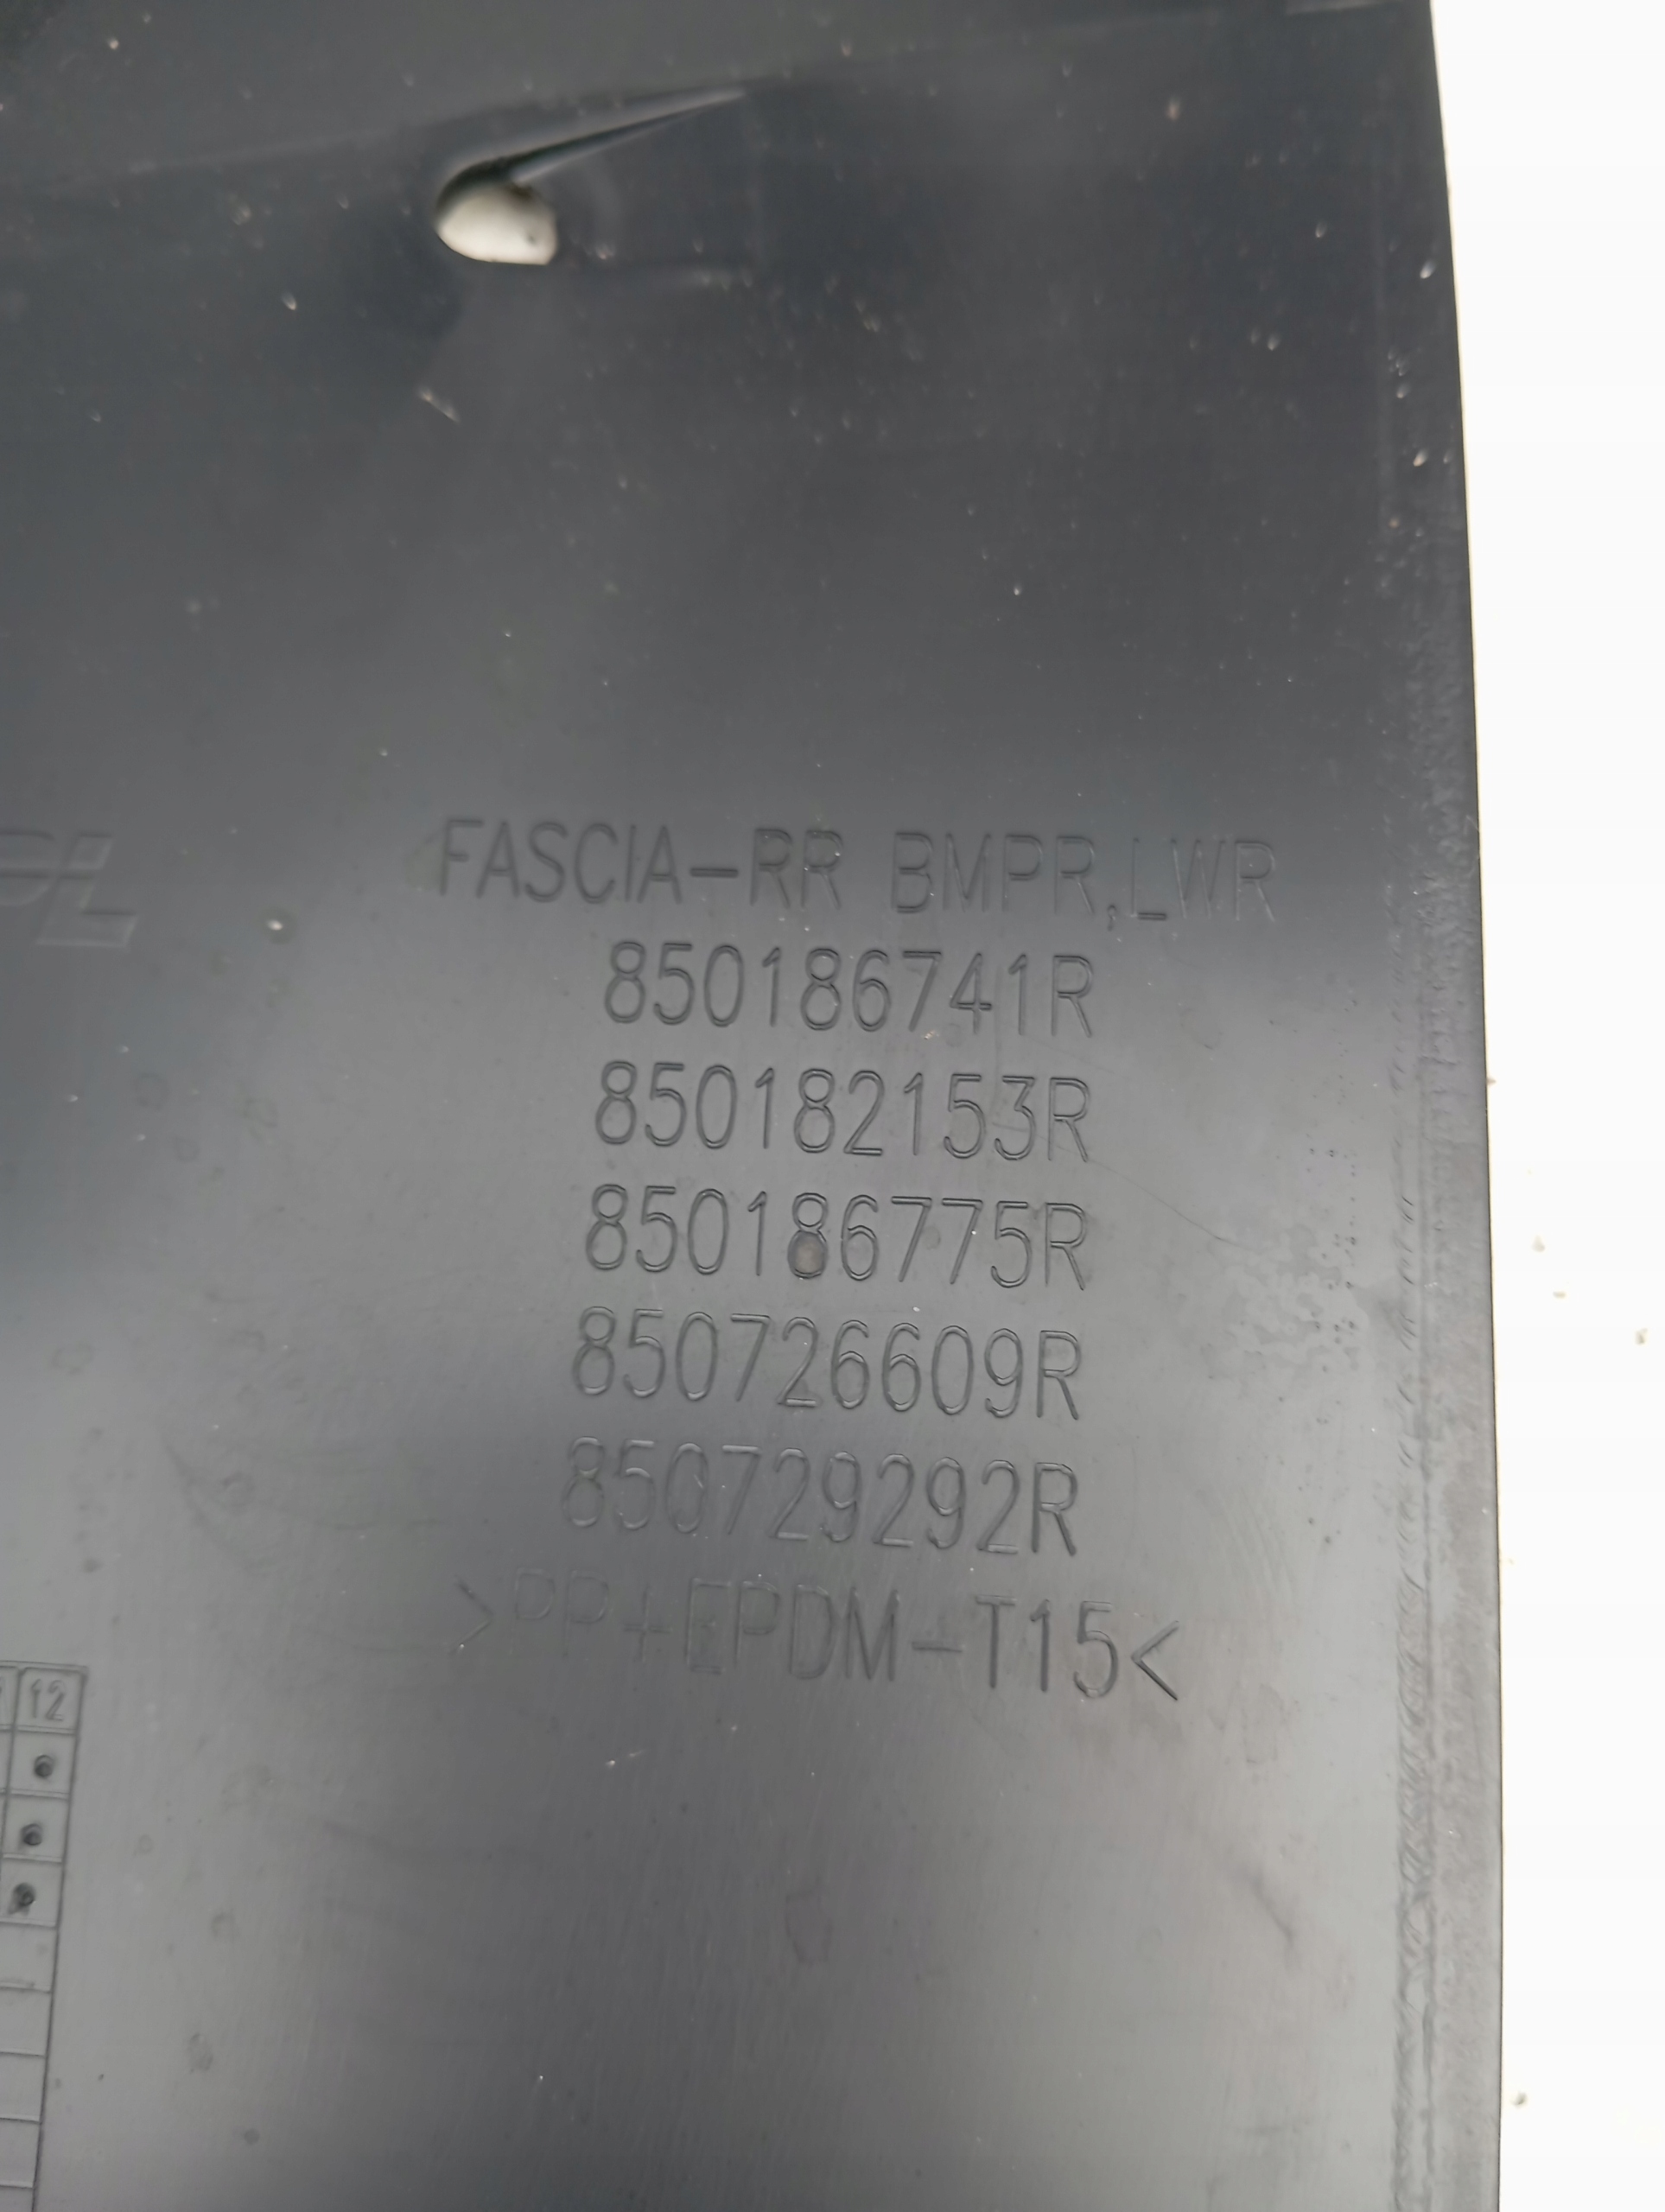 FASCIA-RR BMPR,LWR
850186741R
850182153R
850186775R
850726609R
850729292R
>PP+EPDM-T15<
12